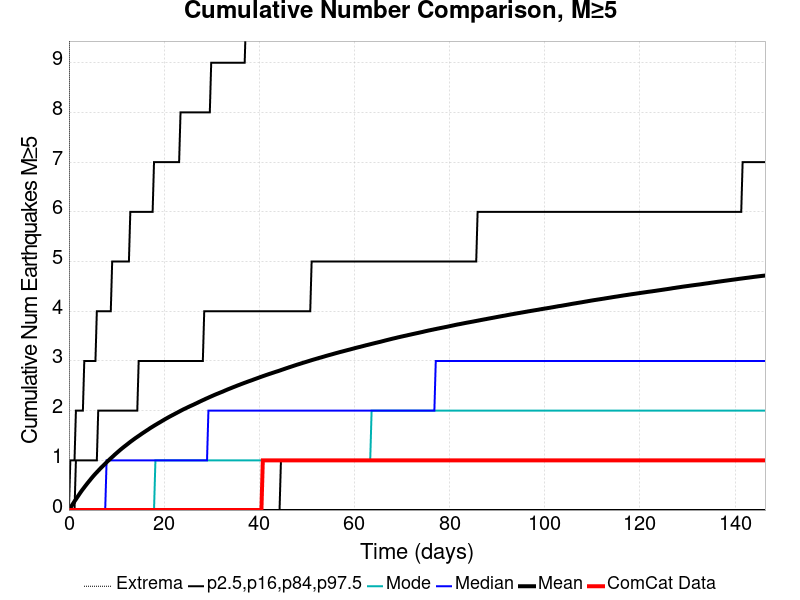 Cumulative Number Comparison, M≥5
Cumulative Num Earthquakes M≥5
9
8
7
6
5
4
3
2
1
0
0 20 40 60 80 100 120 140
Time (days)
Extrema p2.5,p16,p84,p97.5 Mode Median Mean ComCat Data